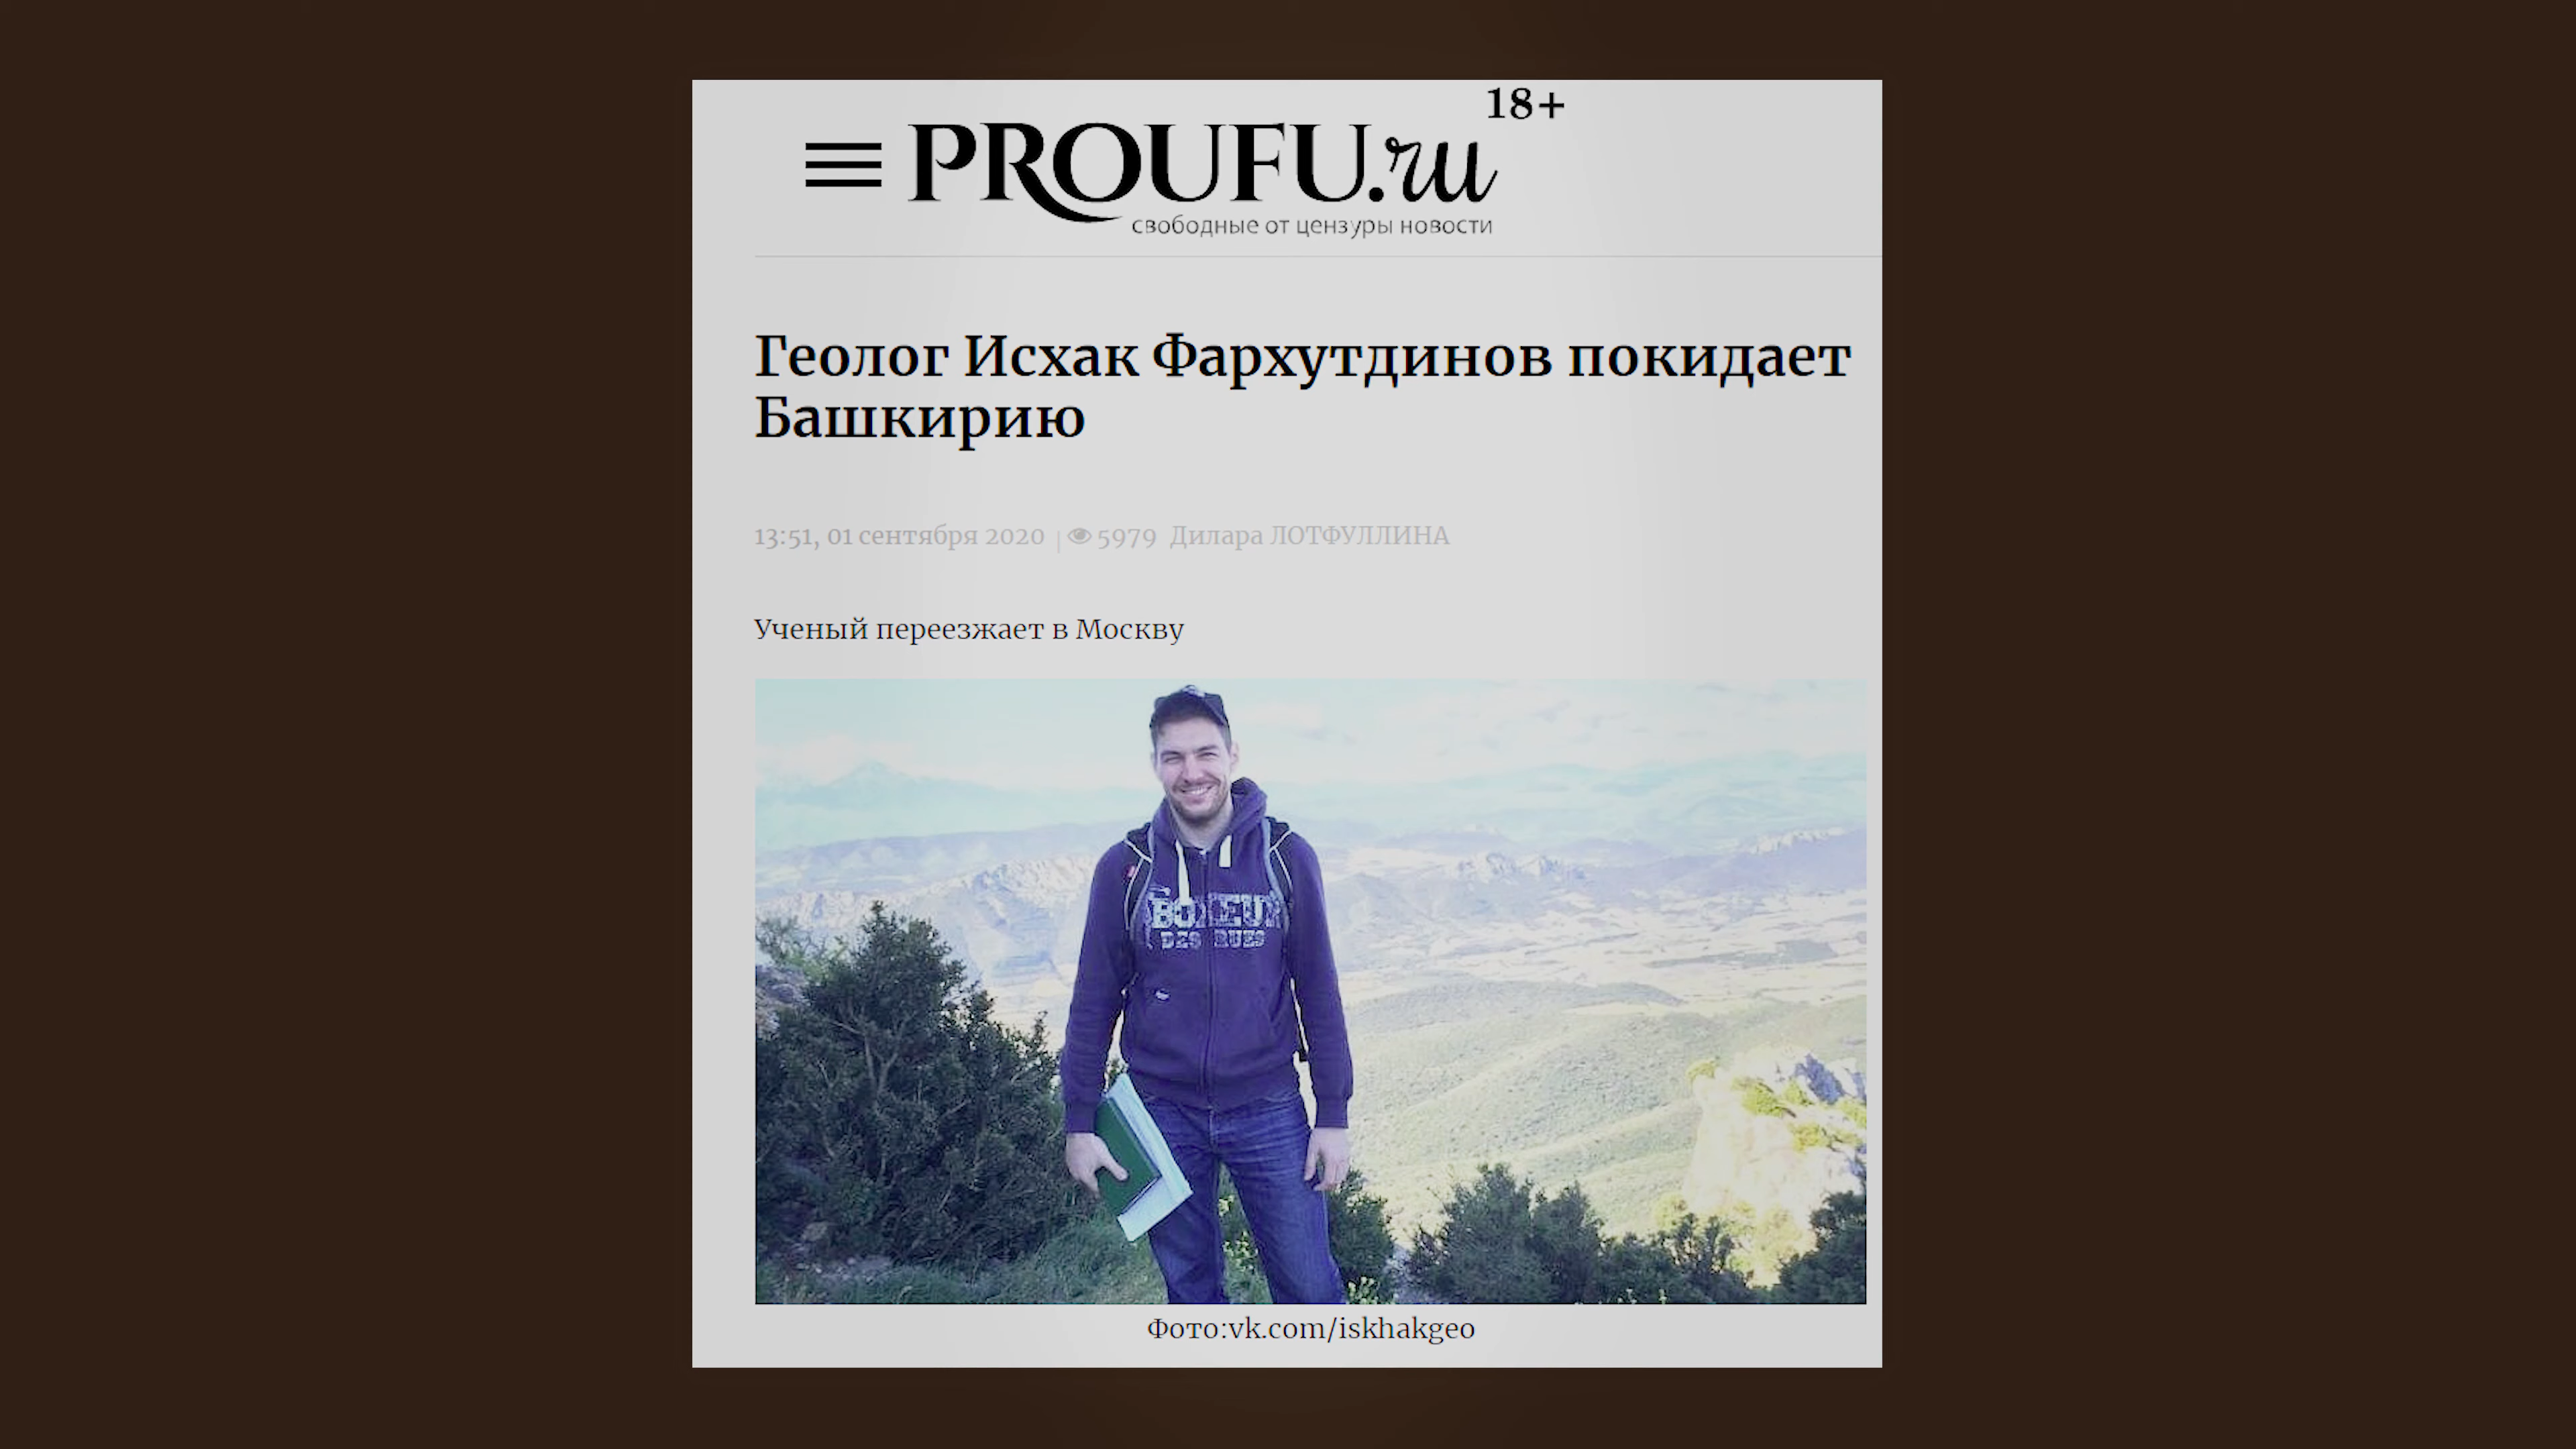 18+
PROUFU.ru
свободные от цензуры новости
Геолог Исхак Фархутдинов покидает
Башкирию
13:51, 01 сентября 2020 | 5979 Дилара ЛОТФУЛЛИНА
Ученый переезжает в Москву
BOXEUR
DES RUES
Фото:vk.com/iskhakgeo